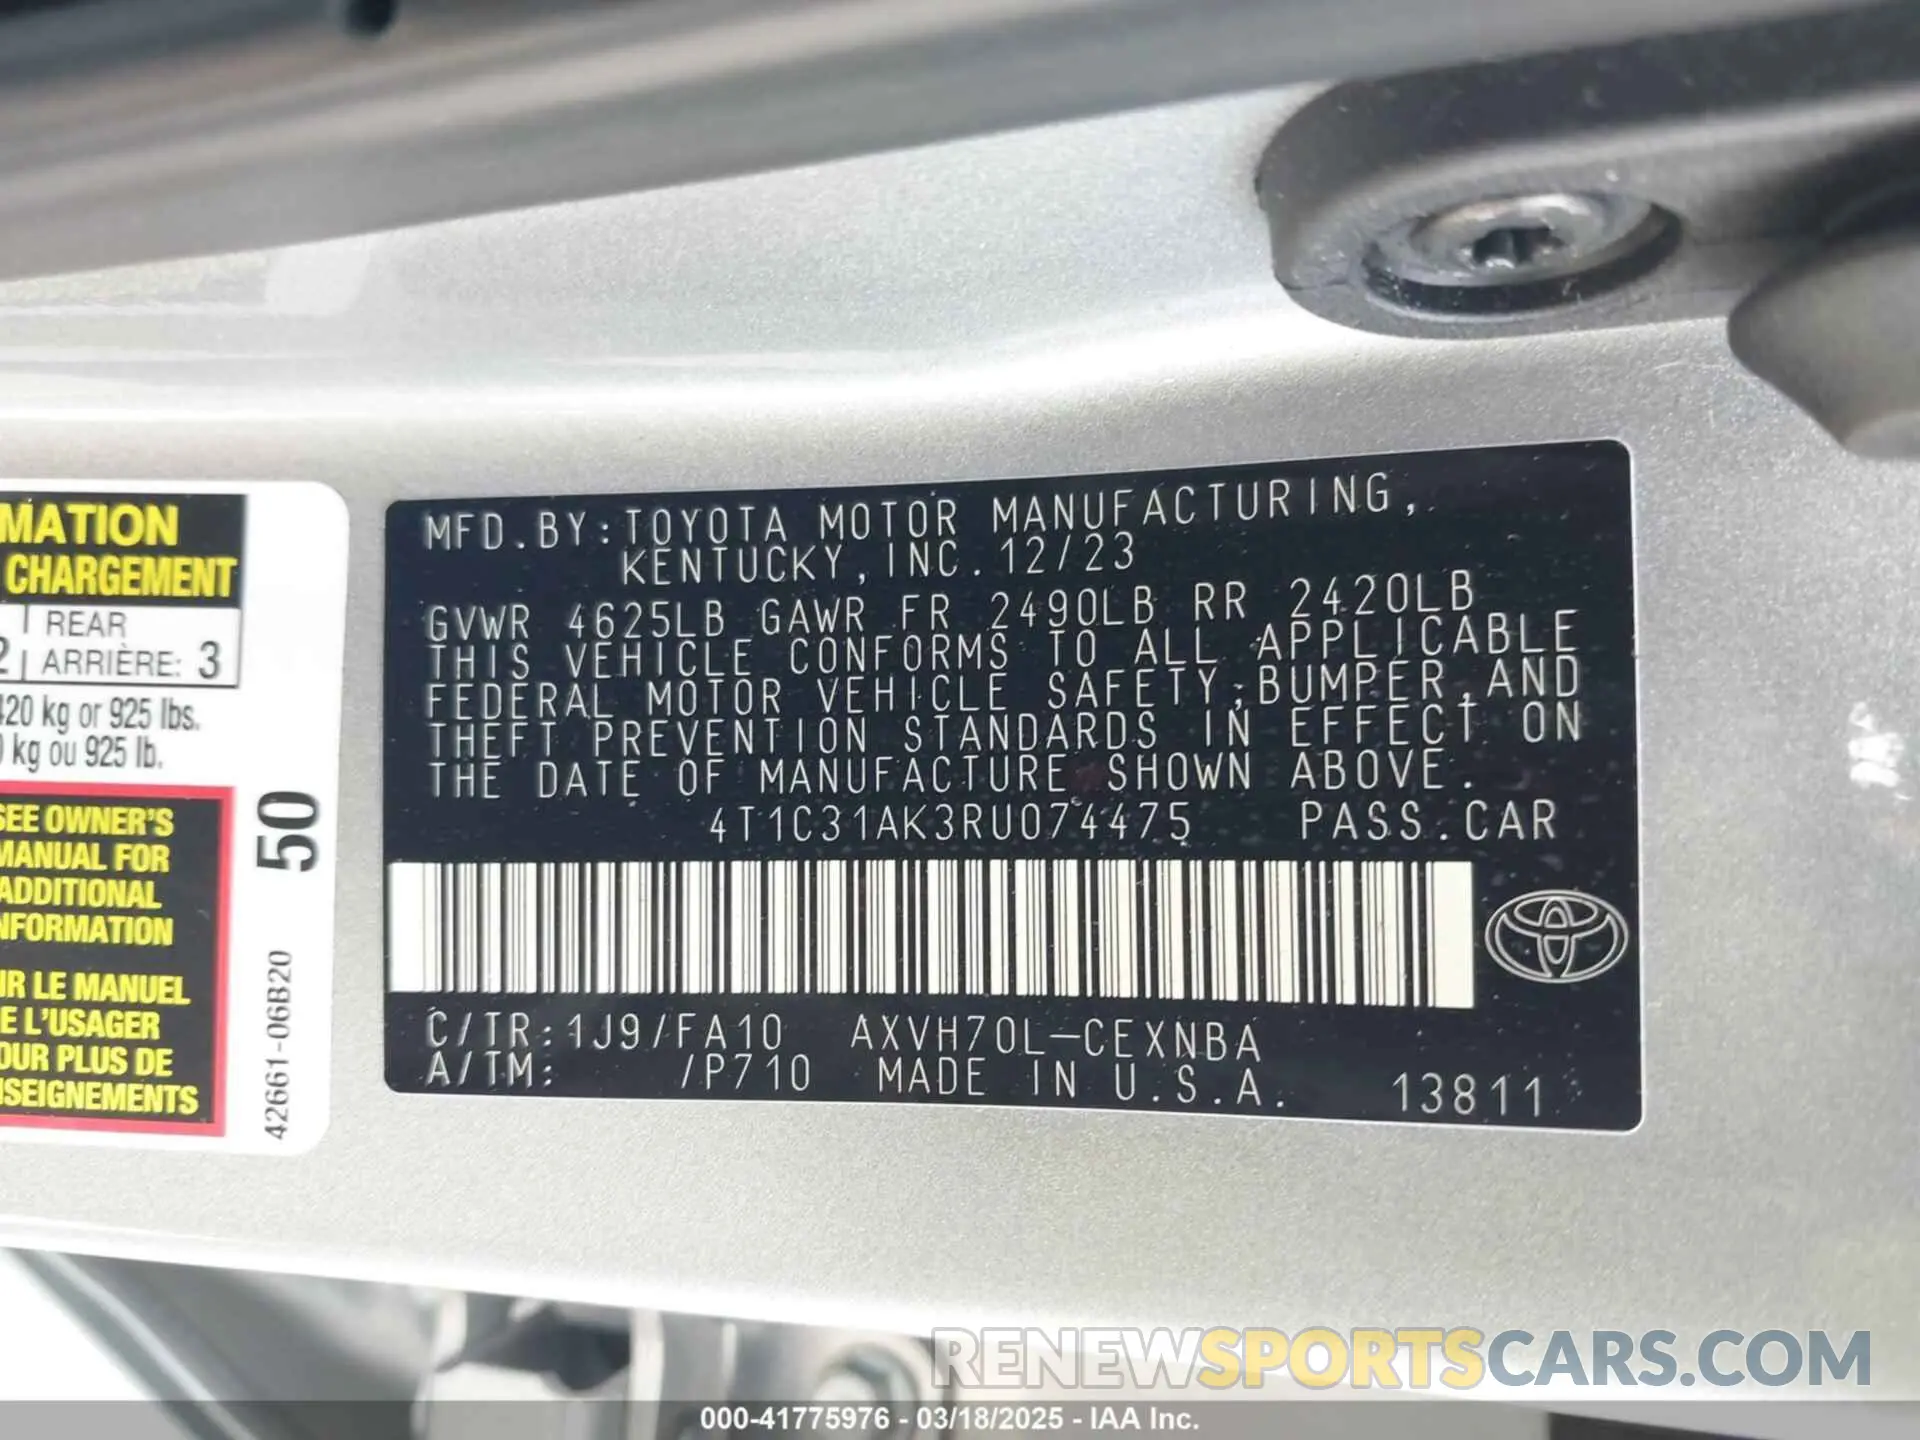 MATION
CHARGEMENT
REAR
2 ARRIÈRE: 3
420 kg or 925 lbs.
kg ou 925 lb.
SEE OWNER'S
MANUAL FOR
ADDITIONAL
NFORMATION
UR LE MANUEL
E L'USAGER
OUR PLUS DE
NSEIGNEMENTS
50
42661-06B20
MFD.BY:TOYOTA MOTOR MANUFACTURING,
KENTUCKY,INC.12/23
GVWR 4625LB GAWR FR 2490LB RR 2420LB
THIS VEHICLE CONFORMS TO ALL APPLICABLE
FEDERAL MOTOR VEHICLE SAFETY,BUMPER,AND
THEFT PREVENTION STANDARDS IN EFFECT ON
THE DATE OF MANUFACTURE SHOWN ABOVE.
4T1C31AK3RU074475 PASS.CAR
C/TR:1J9/FA10 AXVH70L-CEXNBA
A/TM: /P710 MADE IN U.S.A. 13811
RENEWSPORTSCARS.COM
000-41775976 - 03/18/2025 - IAA Inc.